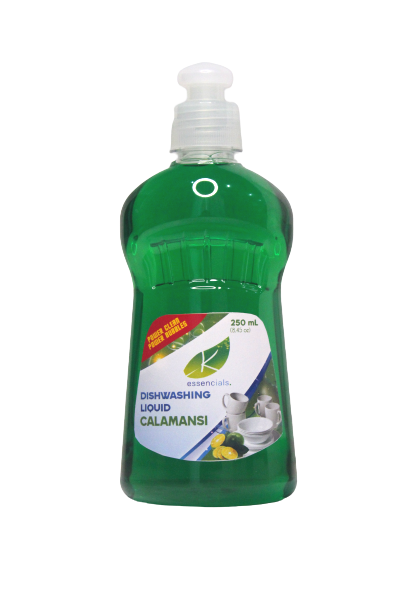 POWER CLEAN
POWER BUBBLES
250 mL
K
essencials.
DISHWASHING
LIQUID
CALAMANSI